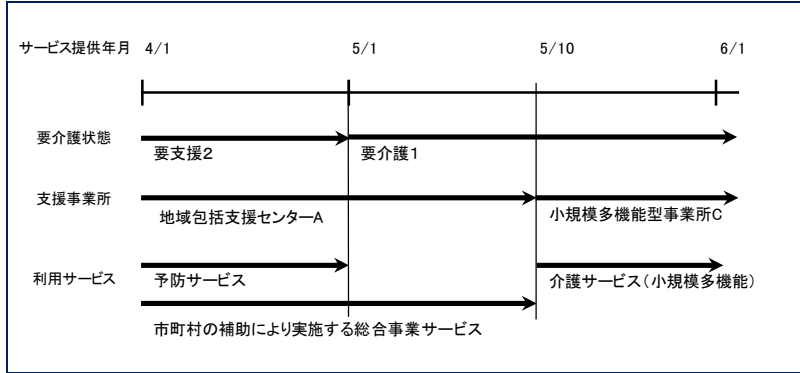 サービス提供年月 4/1 5/1 5/10 6/1
要介護状態
要支援2 要介護1
支援事業所
地域包括支援センターA 小規模多機能型事業所C
利用サービス
予防サービス 介護サービス(小規模多機能)
市町村の補助により実施する総合事業サービス